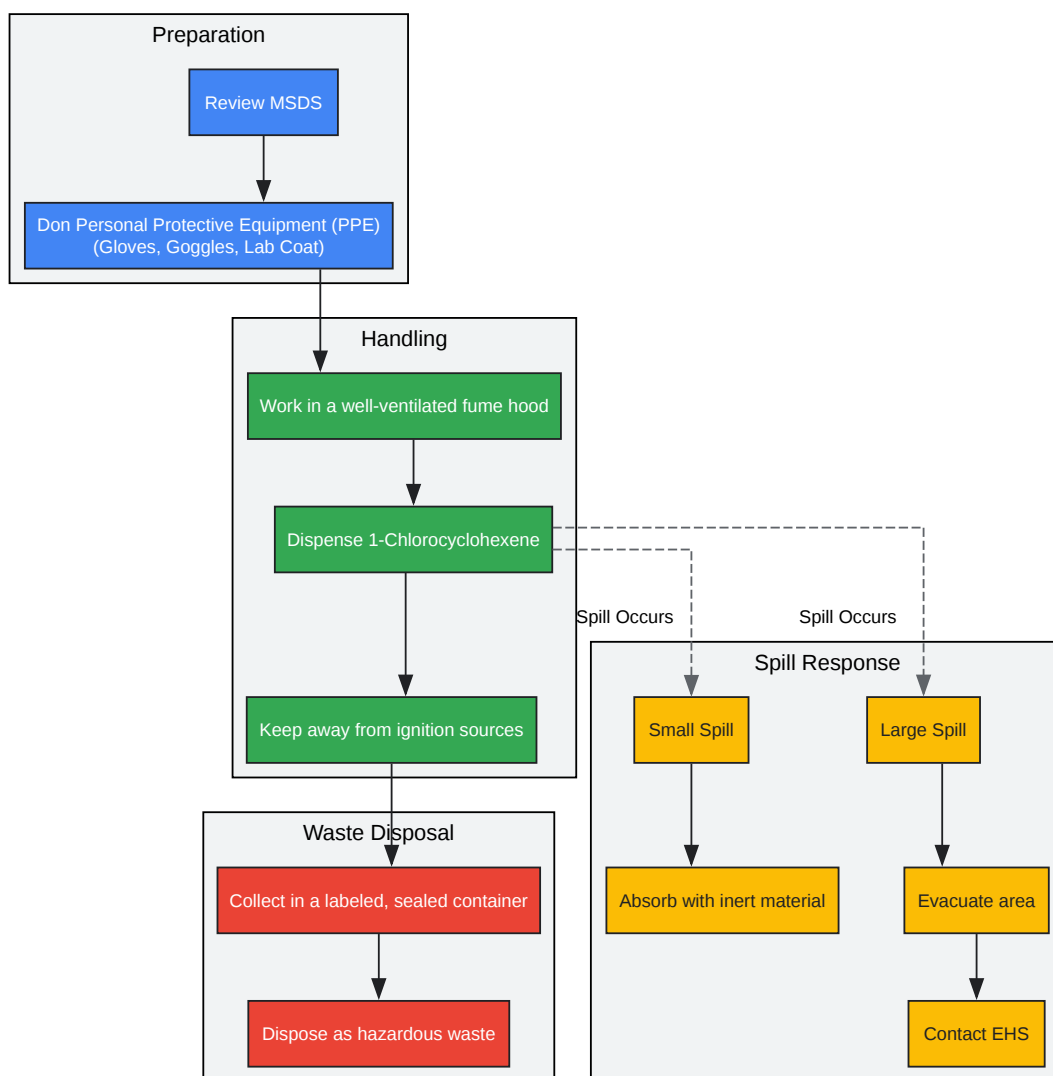 Preparation
Review MSDS
Don Personal Protective Equipment (PPE)
(Gloves, Goggles, Lab Coat)
Handling
Work in a well-ventilated fume hood
Dispense 1-Chlorocyclohexene
Spill Occurs
Spill Occurs
Keep away from ignition sources
Spill Response
Small Spill
Large Spill
Absorb with inert material
Evacuate area
Contact EHS
Waste Disposal
Collect in a labeled, sealed container
Dispose as hazardous waste